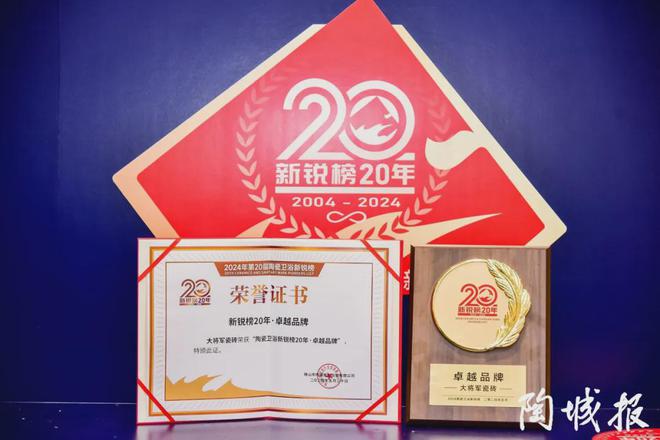 20
新锐榜20年
2004 - 2024
新
2024年第20届陶瓷卫浴新锐榜
20
新锐榜20年
荣誉证书
新锐榜20年·卓越品牌
大将军瓷砖荣获“陶瓷卫浴新锐榜20年·卓越品牌”，
特颁此证。
20
新锐榜20年
卓越品牌
大将军瓷砖
陶城报